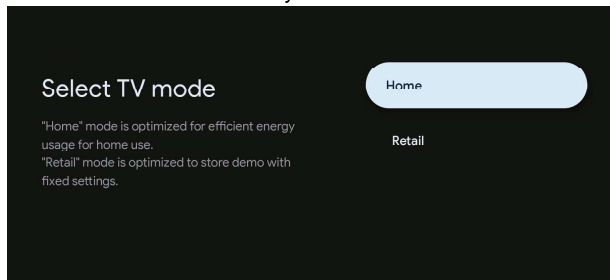 Select TV mode
"Home" mode is optimized for efficient energy
usage for home use.
"Retail" mode is optimized to store demo with
fixed settings.
Home
Retail